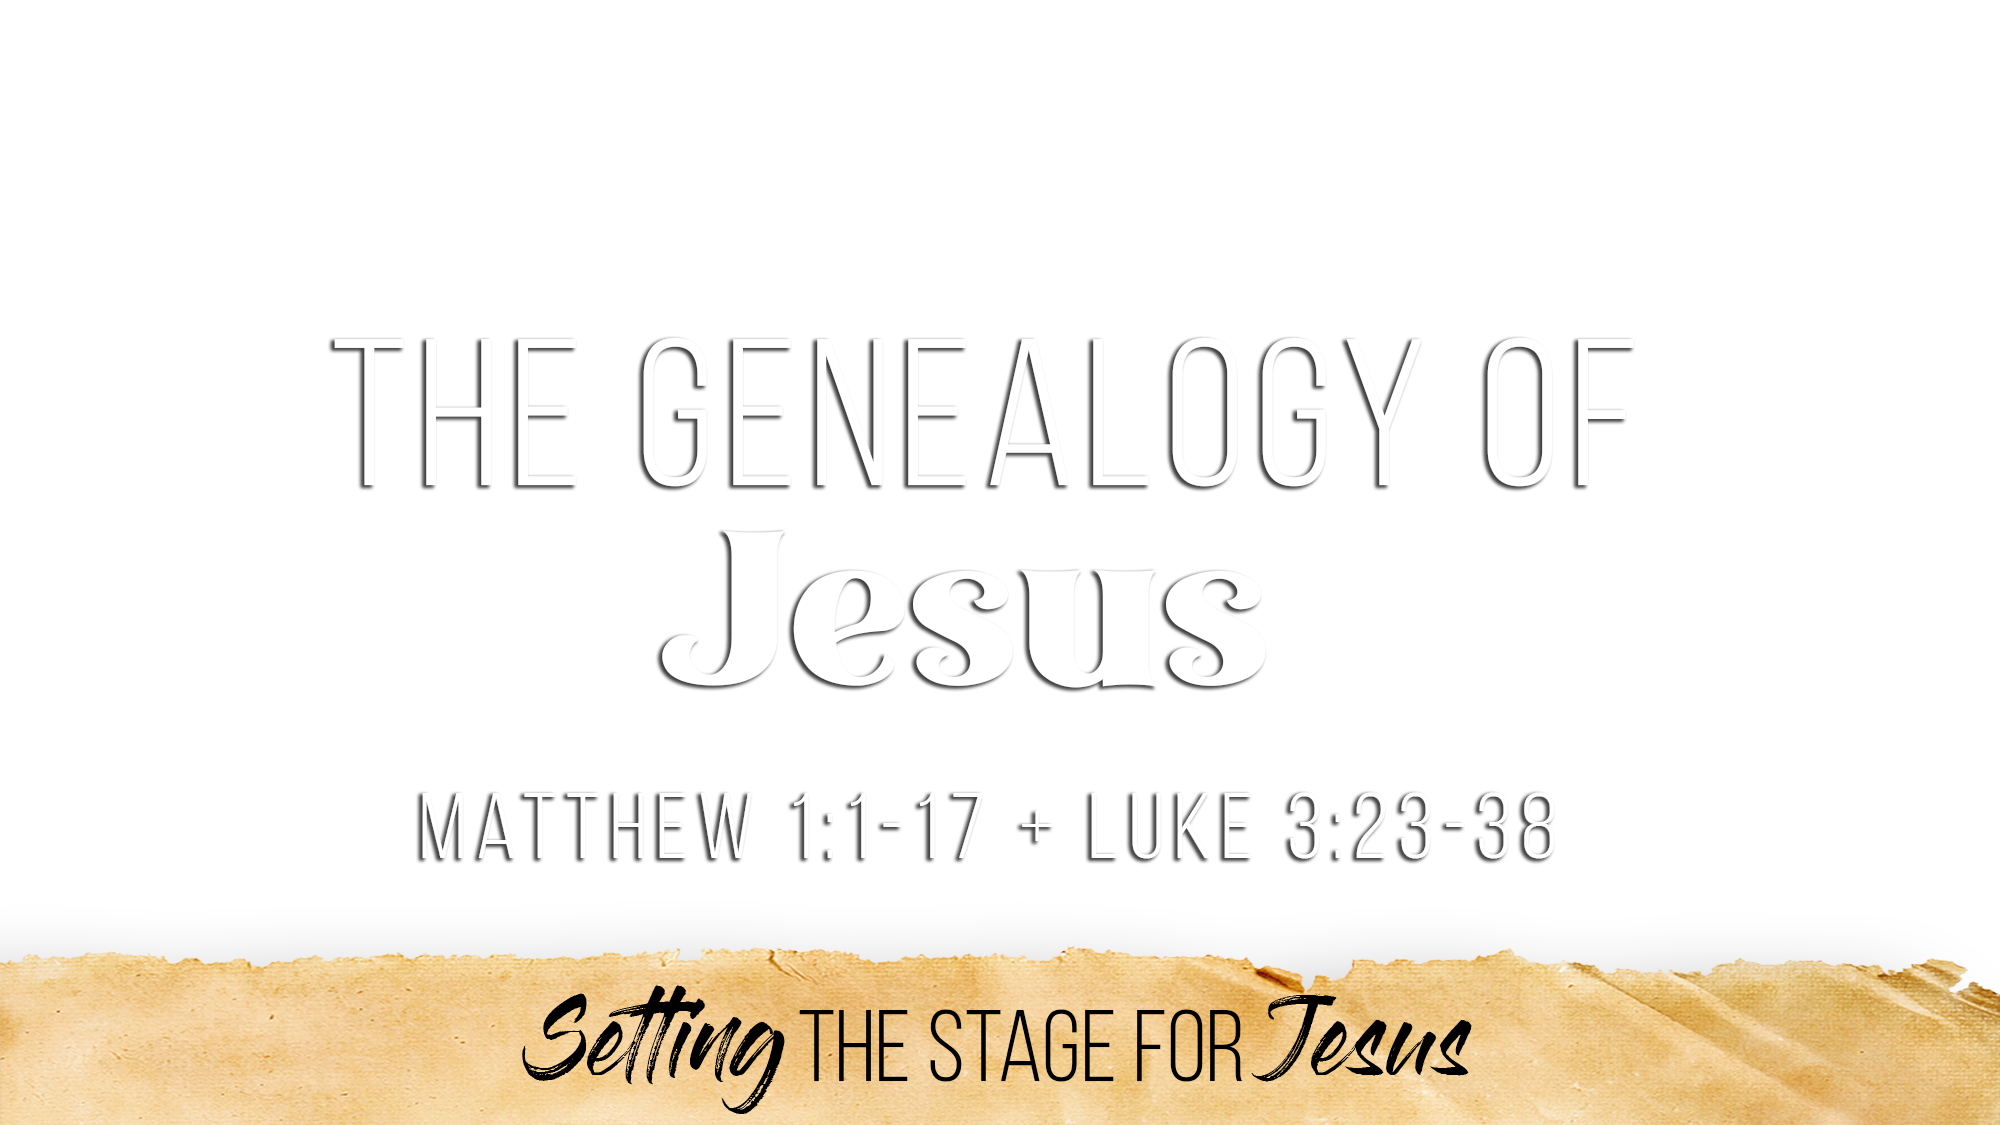 THE GENEALOGY OF
Jesus
MATTHEW 1:1-17 + LUKE 3:23-38
Setting THE STAGE FOR Jesus